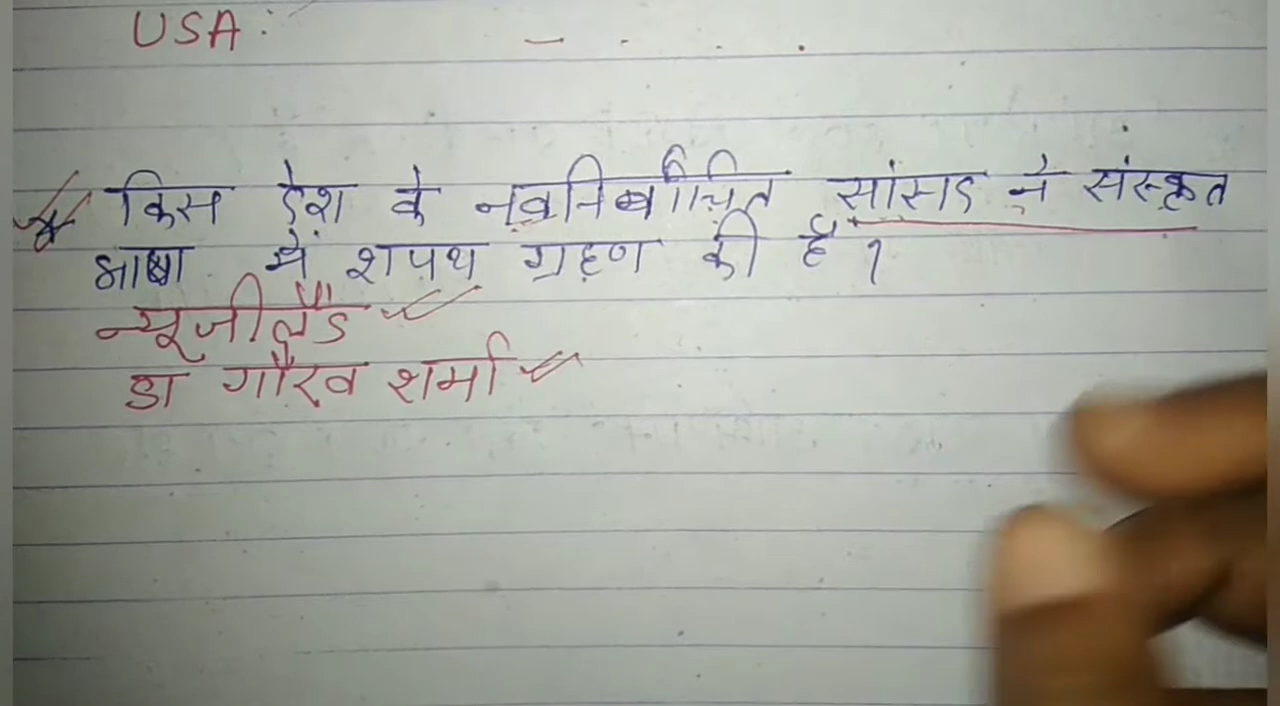 USA:
किस देश के नवनिर्वाचित सांसद ने संस्कृत
भाषा में शपथ ग्रहण की है ?
न्यूजीलैंड
डा गौरव शर्मा